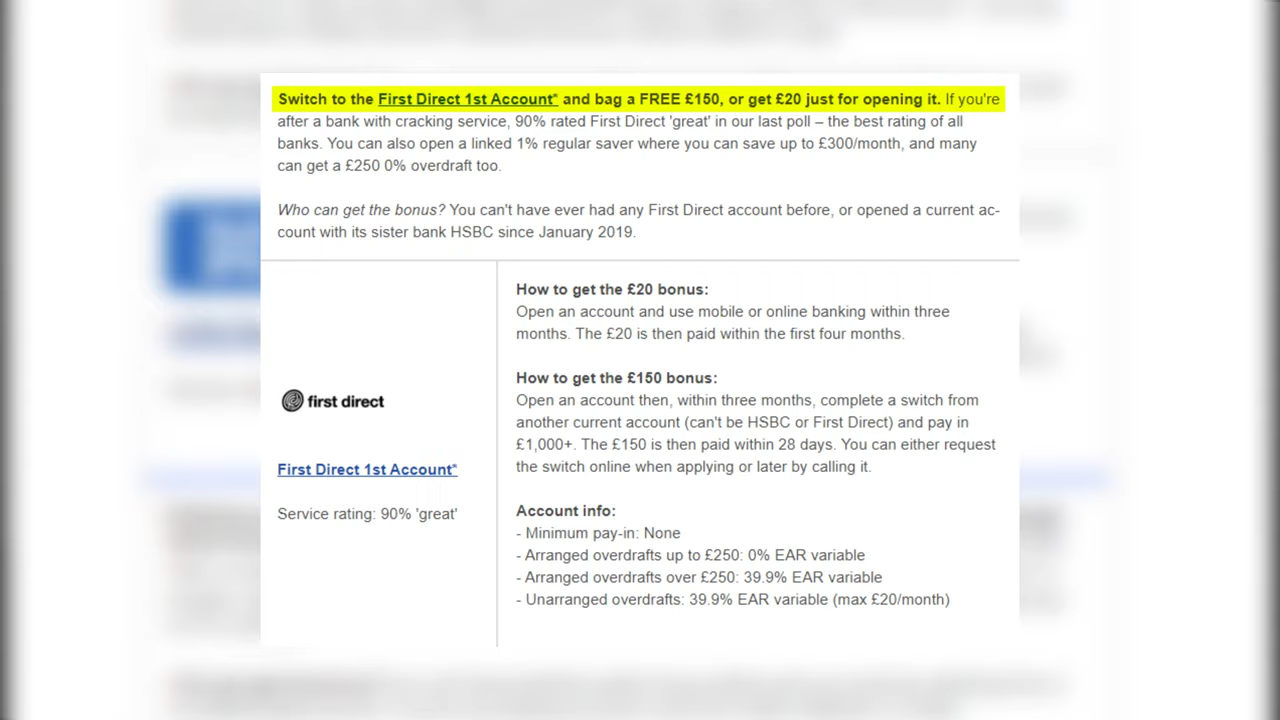 Switch to the First Direct 1st Account* and bag a FREE £150, or get £20 just for opening it. If you're
after a bank with cracking service, 90% rated First Direct 'great' in our last poll – the best rating of all
banks. You can also open a linked 1% regular saver where you can save up to £300/month, and many
can get a £250 0% overdraft too.
Who can get the bonus? You can't have ever had any First Direct account before, or opened a current ac-
count with its sister bank HSBC since January 2019.
first direct
First Direct 1st Account*
Service rating: 90% 'great'
How to get the £20 bonus:
Open an account and use mobile or online banking within three
months. The £20 is then paid within the first four months.
How to get the £150 bonus:
Open an account then, within three months, complete a switch from
another current account (can't be HSBC or First Direct) and pay in
£1,000+. The £150 is then paid within 28 days. You can either request
the switch online when applying or later by calling it.
Account info:
- Minimum pay-in: None
- Arranged overdrafts up to £250: 0% EAR variable
- Arranged overdrafts over £250: 39.9% EAR variable
- Unarranged overdrafts: 39.9% EAR variable (max £20/month)